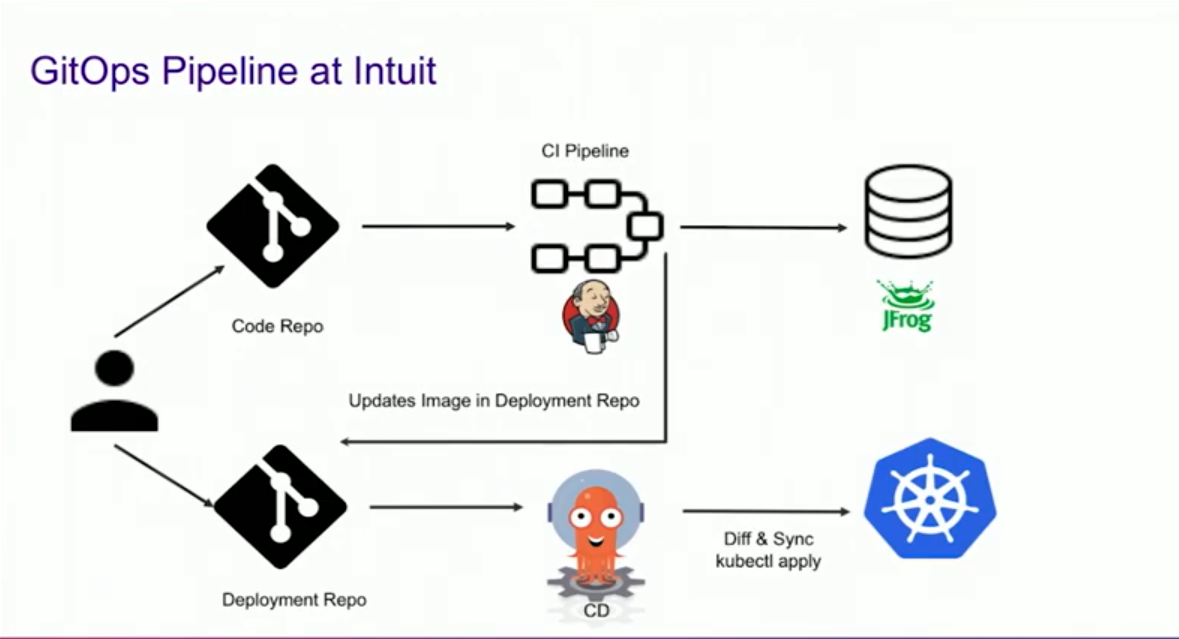 GitOps Pipeline at Intuit
CI Pipeline
JFrog
Code Repo
Updates Image in Deployment Repo
Diff & Sync
kubectl apply
Deployment Repo
CD